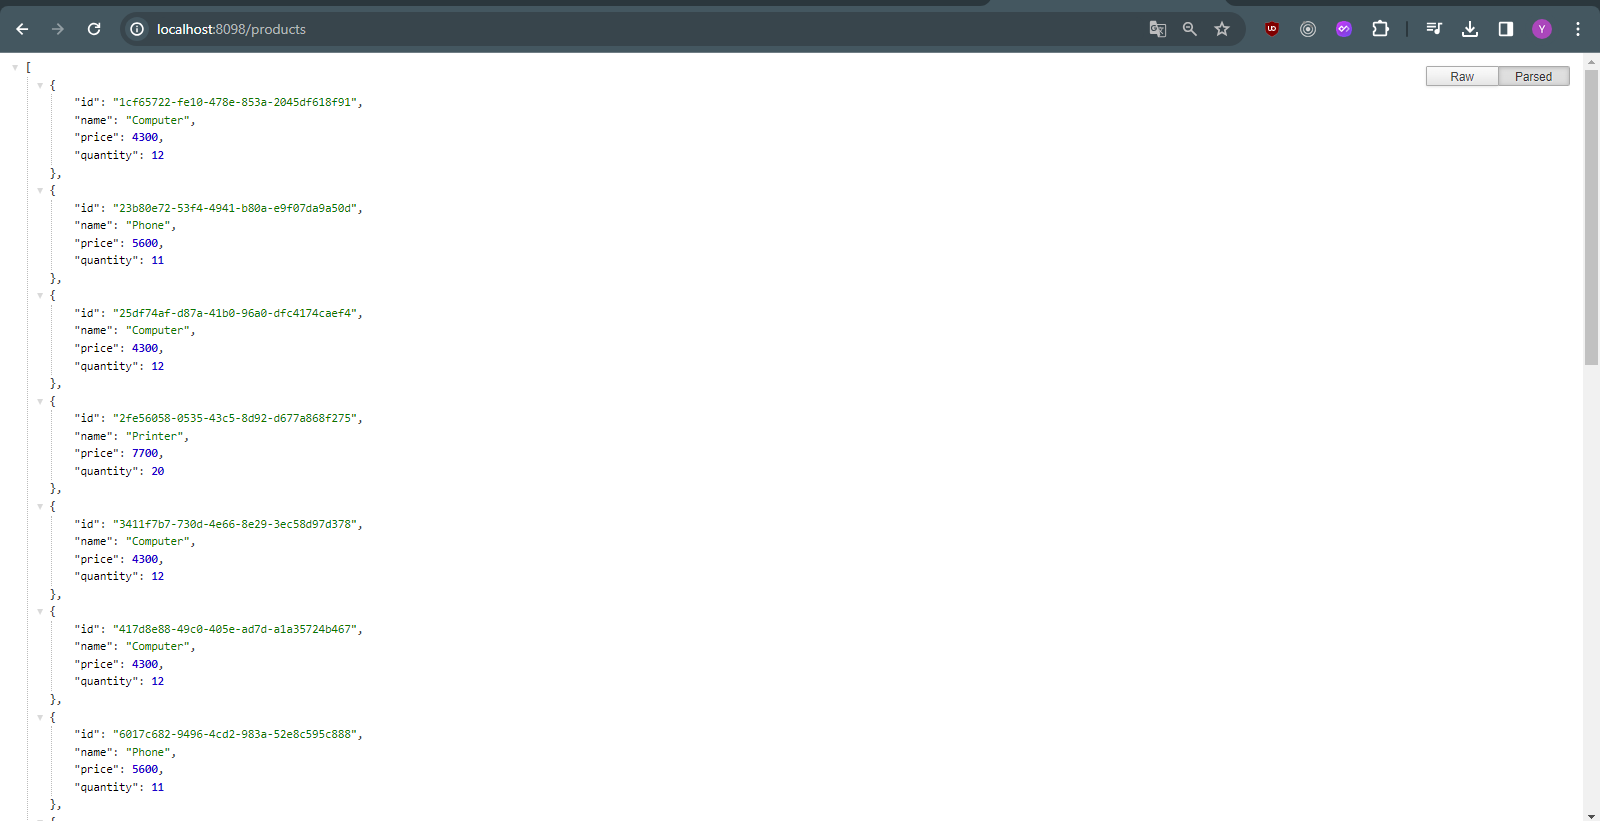 localhost:8098/products
UD
Y
Raw
Parsed
[
{
"id": "1cf65722-fe10-478e-853a-2045df618f91",
"name": "Computer",
"price": 4300,
"quantity": 12
},
{
"id": "23b80e72-53f4-4941-b80a-e9f07da9a50d",
"name": "Phone",
"price": 5600,
"quantity": 11
},
{
"id": "25df74af-d87a-41b0-96a0-dfc4174caef4",
"name": "Computer",
"price": 4300,
"quantity": 12
},
{
"id": "2fe56058-0535-43c5-8d92-d677a868f275",
"name": "Printer",
"price": 7700,
"quantity": 20
},
{
"id": "3411f7b7-730d-4e66-8e29-3ec58d97d378",
"name": "Computer",
"price": 4300,
"quantity": 12
},
{
"id": "417d8e88-49c0-405e-ad7d-a1a35724b467",
"name": "Computer",
"price": 4300,
"quantity": 12
},
{
"id": "6017c682-9496-4cd2-983a-52e8c595c888",
"name": "Phone",
"price": 5600,
"quantity": 11
},
{